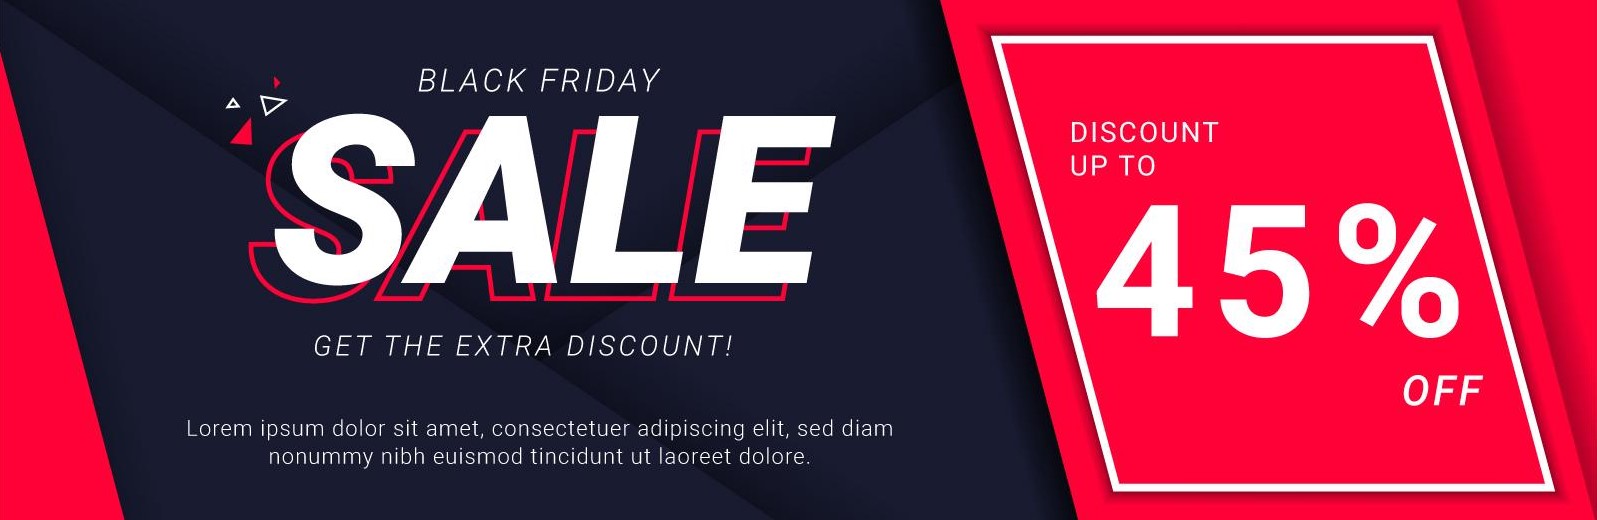 BLACK FRIDAY
SALE
GET THE EXTRA DISCOUNT!
Lorem ipsum dolor sit amet, consectetuer adipiscing elit, sed diam
nonummy nibh euismod tincidunt ut laoreet dolore.
DISCOUNT
UP TO
45%
OFF